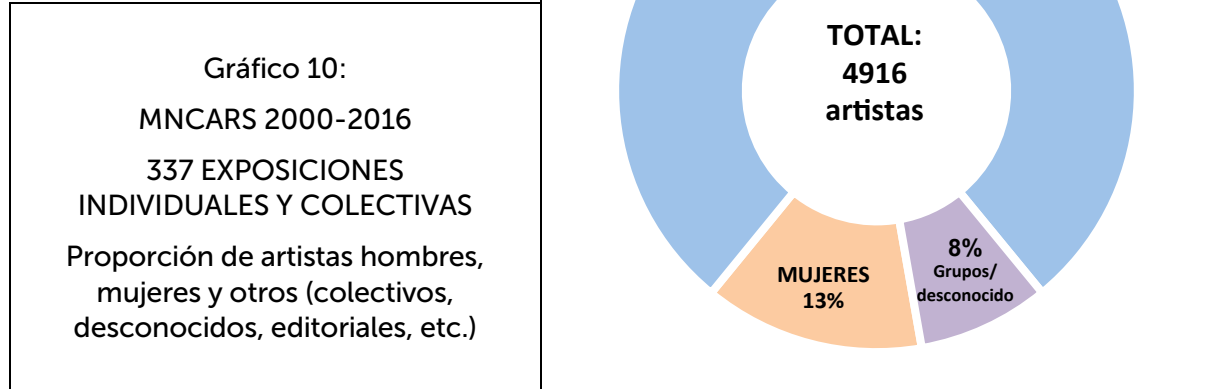 Gráfico 10:
MNCARS 2000-2016
337 EXPOSICIONES
INDIVIDUALES Y COLECTIVAS
Proporción de artistas hombres,
mujeres y otros (colectivos,
desconocidos, editoriales, etc.)
TOTAL:
4916
artistas
MUJERES
13%
8%
Grupos/
desconocido